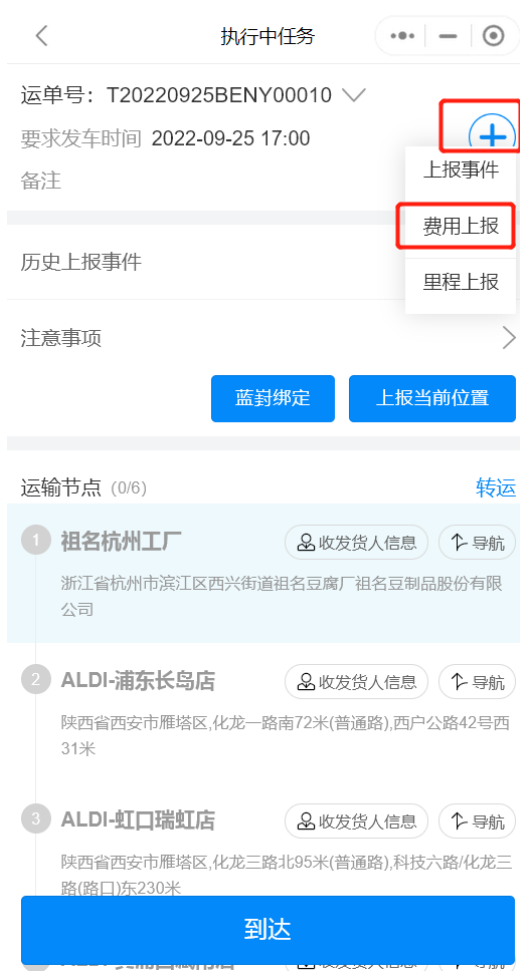 执行中任务
运单号：T20220925BENY00010
要求发车时间 2022-09-25 17:00
备注
上报事件
费用上报
里程上报
历史上报事件
注意事项
蓝封绑定 上报当前位置
运输节点 (0/6) 转运
1 祖名杭州工厂 收发货人信息 导航
浙江省杭州市滨江区西兴街道祖名豆腐厂祖名豆制品股份有限
公司
2 ALDI-浦东长岛店 收发货人信息 导航
陕西省西安市雁塔区,化龙一路南72米(普通路),西户公路42号西
31米
3 ALDI-虹口瑞虹店 收发货人信息 导航
陕西省西安市雁塔区,化龙三路北95米(普通路),科技六路/化龙三
路(路口)东230米
到达